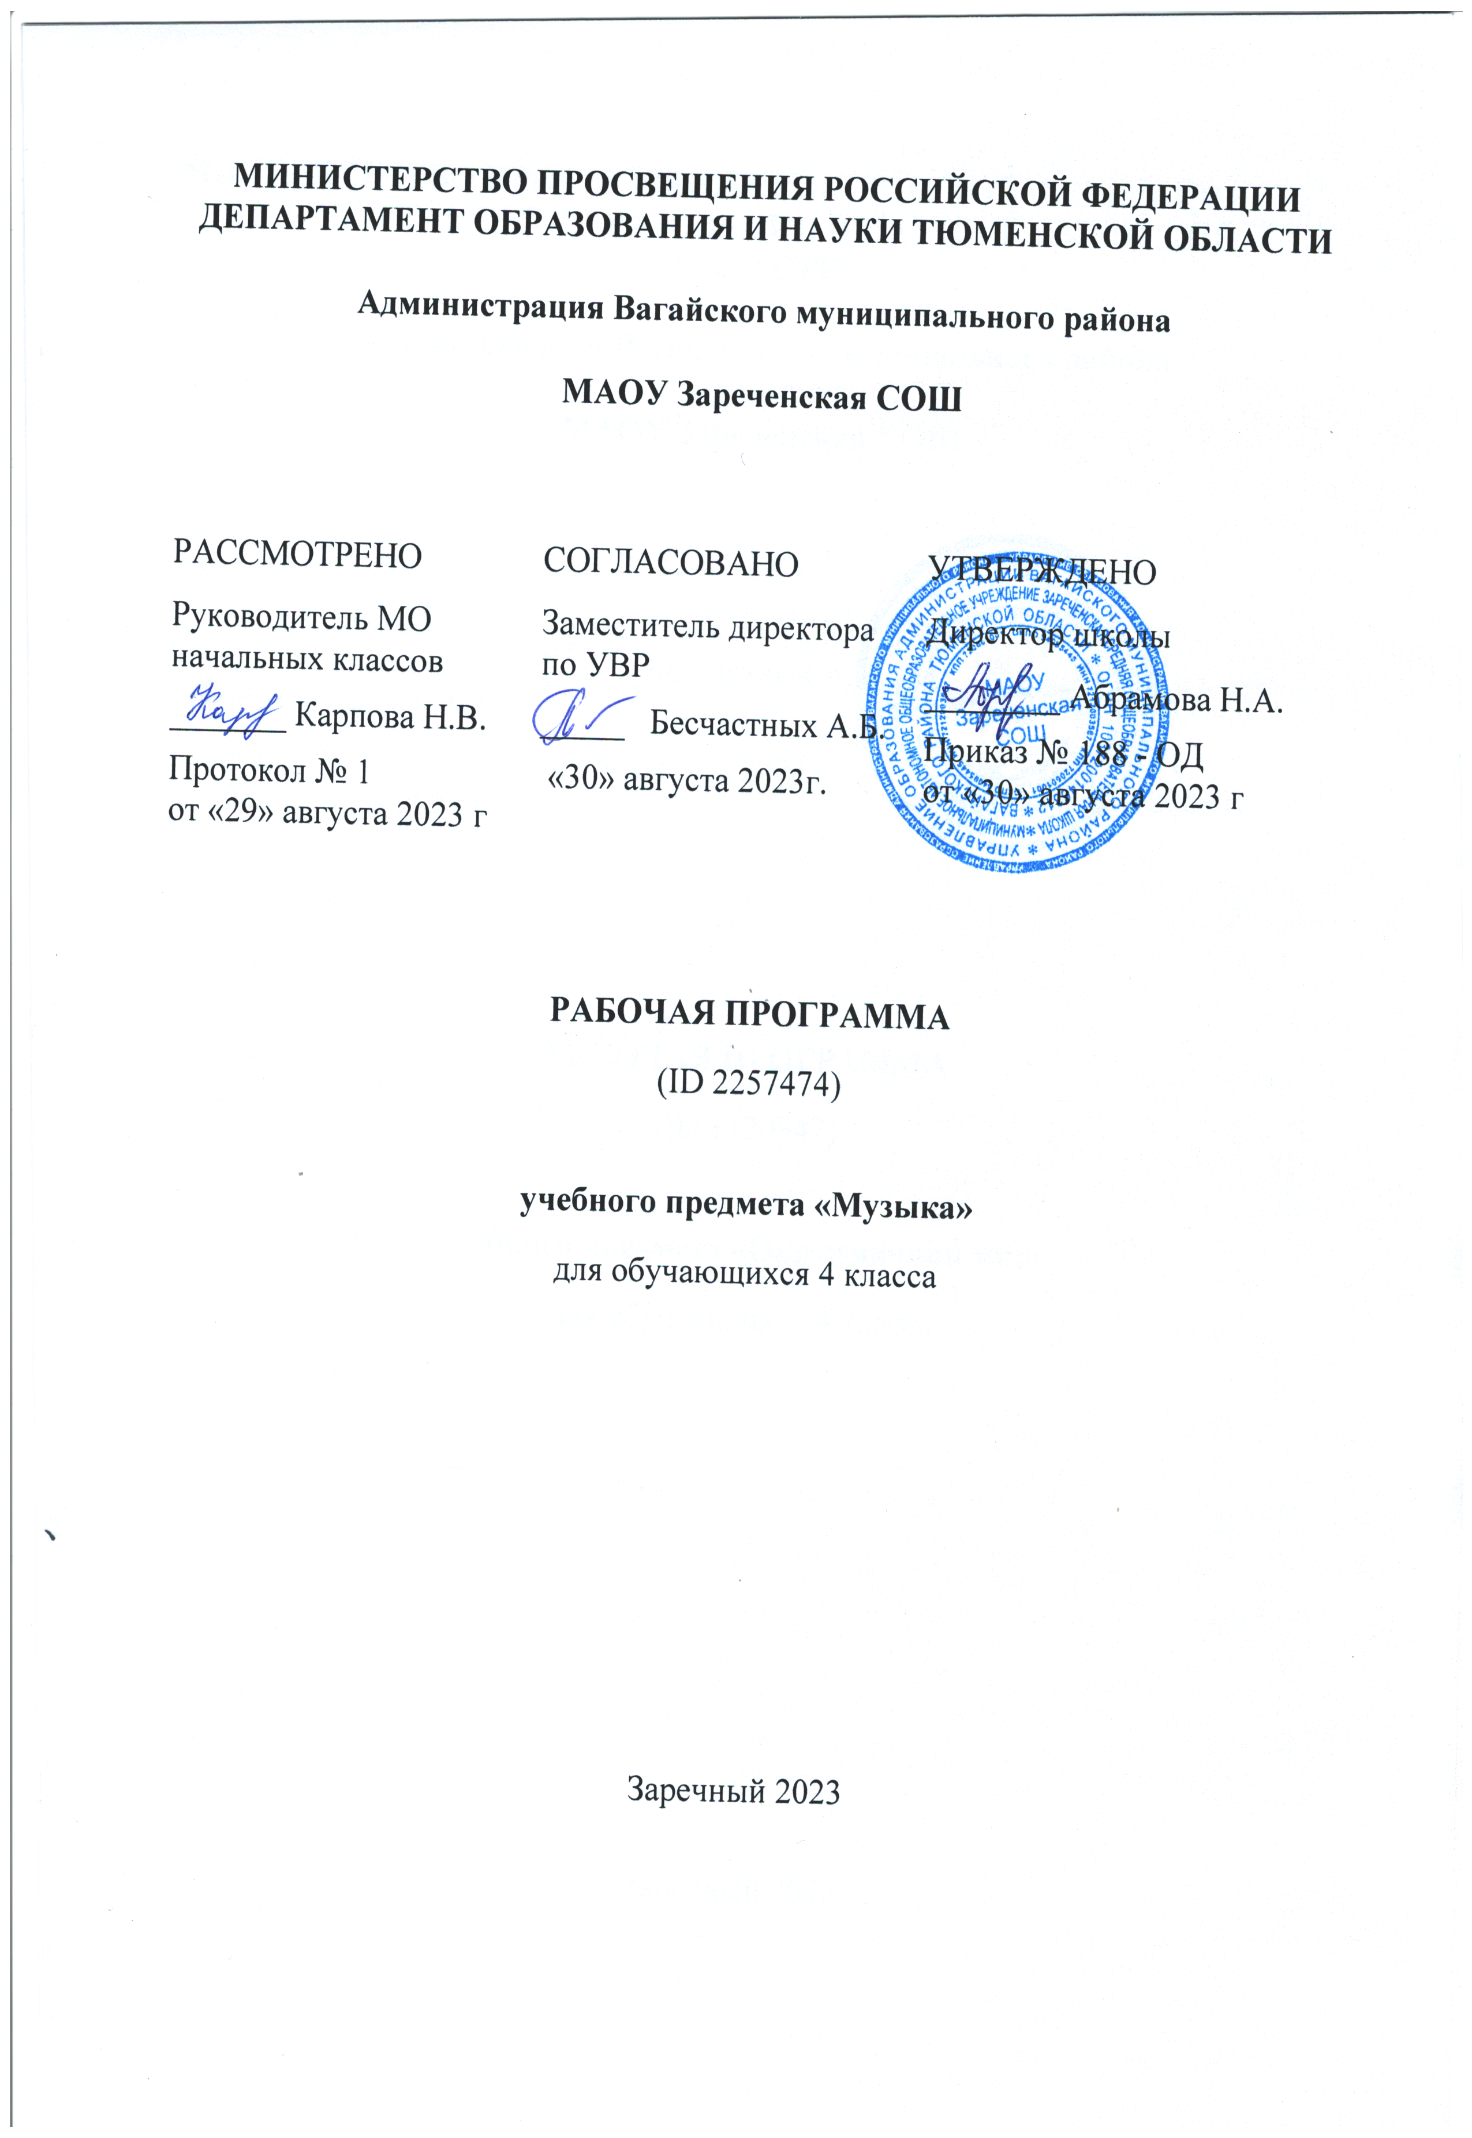 МИНИСТЕРСТВО ПРОСВЕЩЕНИЯ РОССИЙСКОЙ ФЕДЕРАЦИИ
ДЕПАРТАМЕНТ ОБРАЗОВАНИЯ И НАУКИ ТЮМЕНСКОЙ ОБЛАСТИ
Администрация Вагайского муниципального района
МАОУ Зареченская СОШ
РАССМОТРЕНО
Руководитель МО
начальных классов
Карпова Н.В.
Протокол № 1
от «29» августа 2023 г
СОГЛАСОВАНО
Заместитель директора
по УВР
Бесчастных А.Б.
«30» августа 2023г.
УТВЕРЖДЕНО
Директор школы
Абрамова Н.А.
Приказ № 188 - ОД
от «30» августа 2023 г
МАОУ
Зареченская
СОШ
РАБОЧАЯ ПРОГРАММА
(ID 2257474)
учебного предмета «Музыка»
для обучающихся 4 класса
Заречный 2023